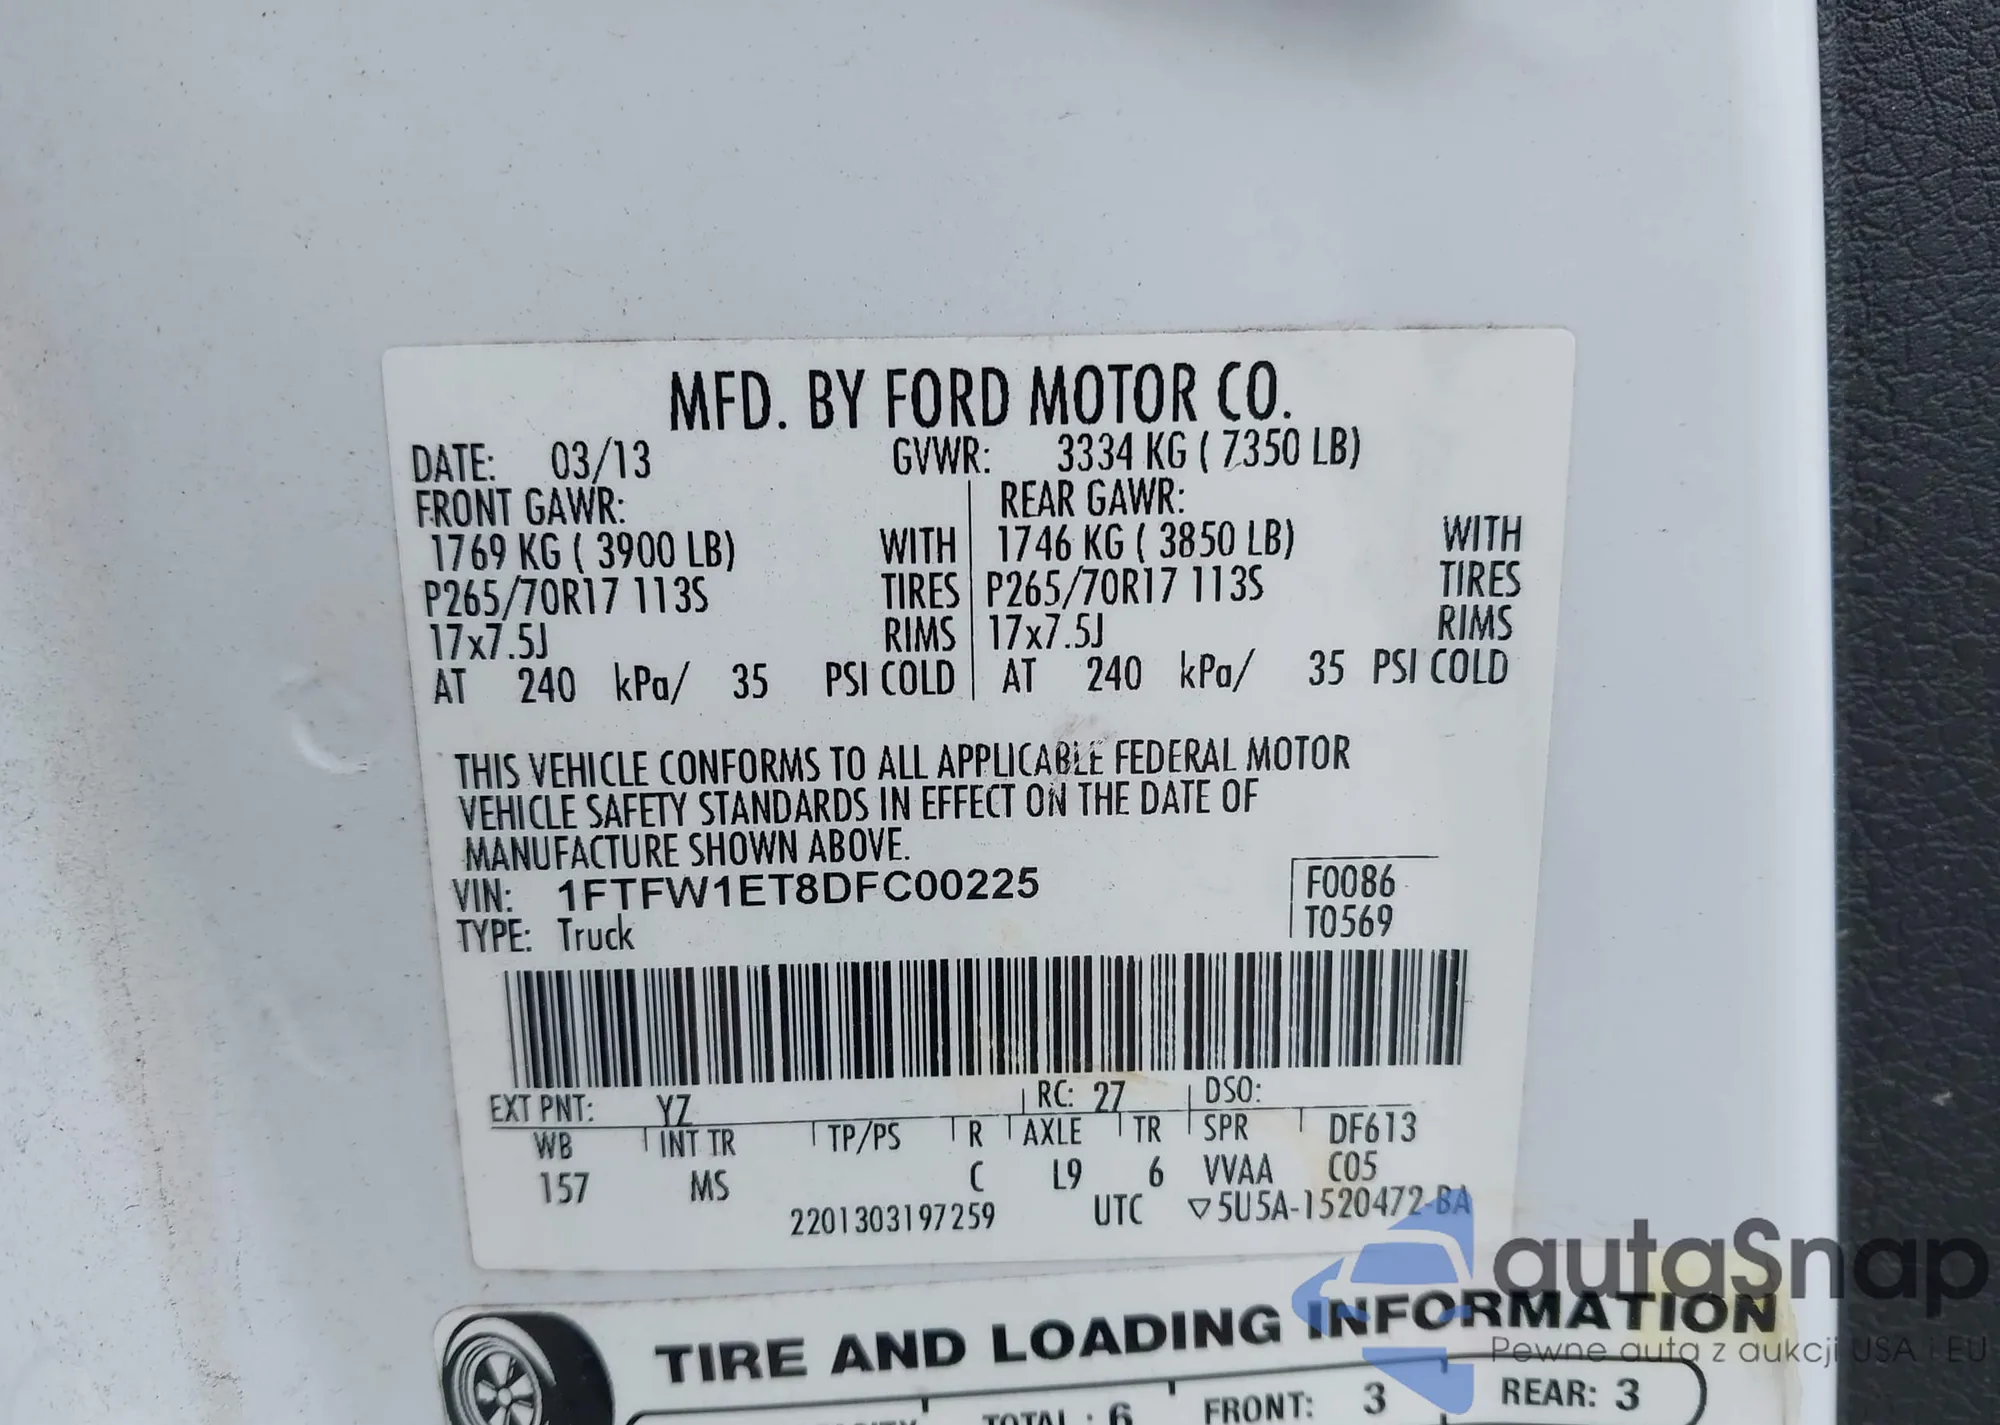 MFD. BY FORD MOTOR CO.
DATE: 03/13 GVWR: 3334 KG ( 7350 LB)
FRONT GAWR: REAR GAWR:
1769 KG ( 3900 LB) WITH 1746 KG ( 3850 LB) WITH
P265/70R17 113S TIRES P265/70R17 113S TIRES
17x7.5J RIMS 17x7.5J RIMS
AT 240 kPa/ 35 PSI COLD AT 240 kPa/ 35 PSI COLD
THIS VEHICLE CONFORMS TO ALL APPLICABLE FEDERAL MOTOR
VEHICLE SAFETY STANDARDS IN EFFECT ON THE DATE OF
MANUFACTURE SHOWN ABOVE.
VIN: 1FTFW1ET8DFC00225 F0086
TYPE: Truck T0569
EXT PNT: YZ RC: 27 DSO:
WB INT TR TP/PS R AXLE TR SPR DF613
157 MS C L9 6 VVAA C05
2201303197259 UTC ▽5U5A-1520472-BA
autaSnap
Pewne auta z aukcji USA i EU
TIRE AND LOADING INFORMATION
TOTAL : 6 FRONT: 3 REAR: 3